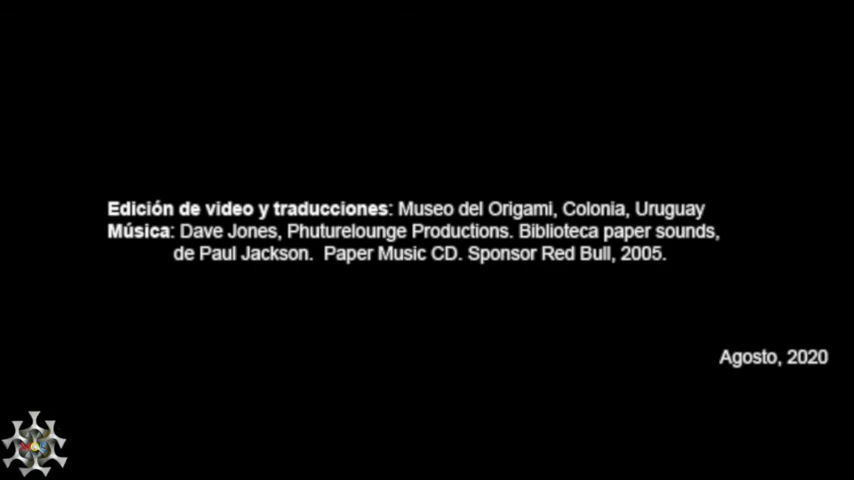 Edición de video y traducciones: Museo del Origami, Colonia, Uruguay
Música: Dave Jones, Phuturelounge Productions. Biblioteca paper sounds,
de Paul Jackson.  Paper Music CD. Sponsor Red Bull, 2005.
Agosto, 2020